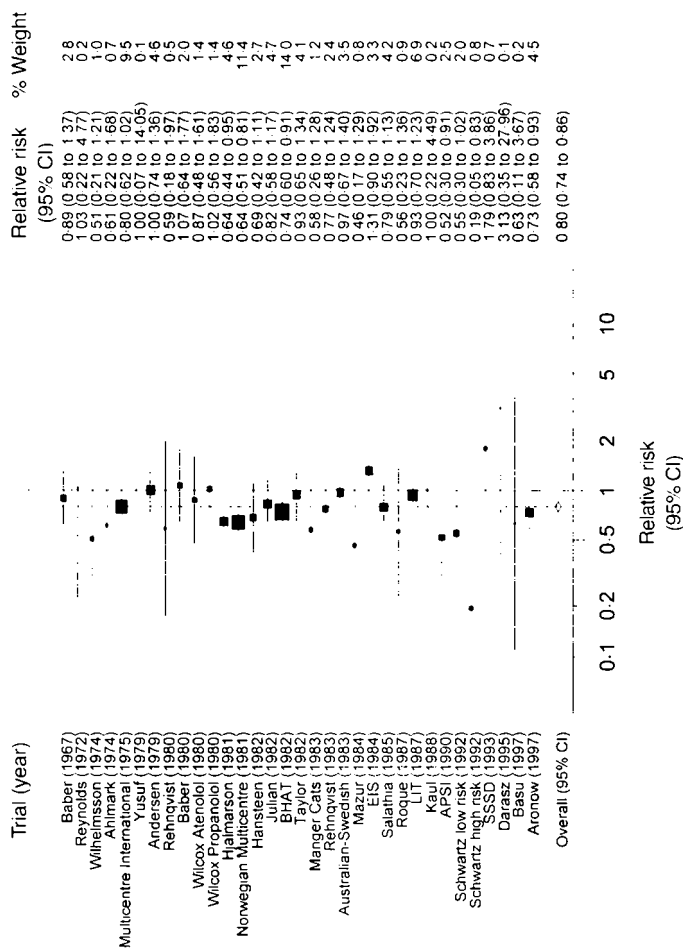 Trial (year) Relative risk (95% CI) % Weight
Baber (1967) 0·89 (0 58 to 1·37) 2 8
Reynolds (1972) 1 03 (0 22 to 4·77) 0·2
Wilhelmsson (1974) 0 51 (0·21 to 1·21) 1 0
Ahlmark (1974) 0 61 (0 22 to 1·68) 0·7
Multicentre International (1975) 0·80 (0·62 to 1·02) 9·5
Yusuf (1979) 1 00 (0·07 to 14·05) 0·1
Andersen (1979) 1 00 (0·74 to 1·36) 4·6
Rehnqvist (1980) 0 59 (0·18 to 1·97) 0·5
Baber (1980) 1·07 (0·64 to 1·77) 2·0
Wilcox Atenolol (1980) 0 87 (0·48 to 1·61) 1·4
Wilcox Propanolol (1980) 1·02 (0·56 to 1·83) 1·4
Hjalmarson (1981) 0 64 (0·44 to 0·95) 4·6
Norwegian Multicentre (1981) 0 64 (0·51 to 0·81) 11·4
Hansteen (1982) 0 69 (0·42 to 1·11) 2·7
Julian (1982) 0·82 (0·58 to 1·17) 4·7
BHAT (1982) 0·74 (0 60 to 0·91) 14 0
Taylor (1982) 0·93 (0 65 to 1·34) 4·1
Manger Cats (1983) 0·58 (0·26 to 1·28) 1·2
Rehnqvist (1983) 0·77 (0·48 to 1·24) 2·4
Australian-Swedish (1983) 0·97 (0·67 to 1·40) 3·5
Mazur (1984) 0 46 (0·17 to 1·29) 0·8
EIS (1984) 1·31 (0 90 to 1·92) 3·3
Salathia (1985) 0·79 (0 55 to 1·13) 4·2
Roque (1987) 0 56 (0·23 to 1·36) 0·9
LIT (1987) 0·93 (0·70 to 1·23) 6·9
Kaul (1988) 1·00 (0·22 to 4·49) 0·2
APSI (1990) 0 52 (0·30 to 0·91) 2·5
Schwartz low risk (1992) 0 55 (0·30 to 1·02) 2·0
Schwartz high risk (1992) 0·19 (0·05 to 0·83) 0·8
SSSD (1993) 1 79 (0·83 to 3·86) 0·7
Darasz (1995) 3 13 (0·35 to 27·96) 0·1
Basu (1997) 0 63 (0·11 to 3·67) 0·2
Aronow (1997) 0·73 (0 58 to 0·93) 4·5
Overall (95% CI) 0 80 (0 74 to 0·86)
0·1 0·2 0·5 1 2 5 10
Relative risk
(95% CI)